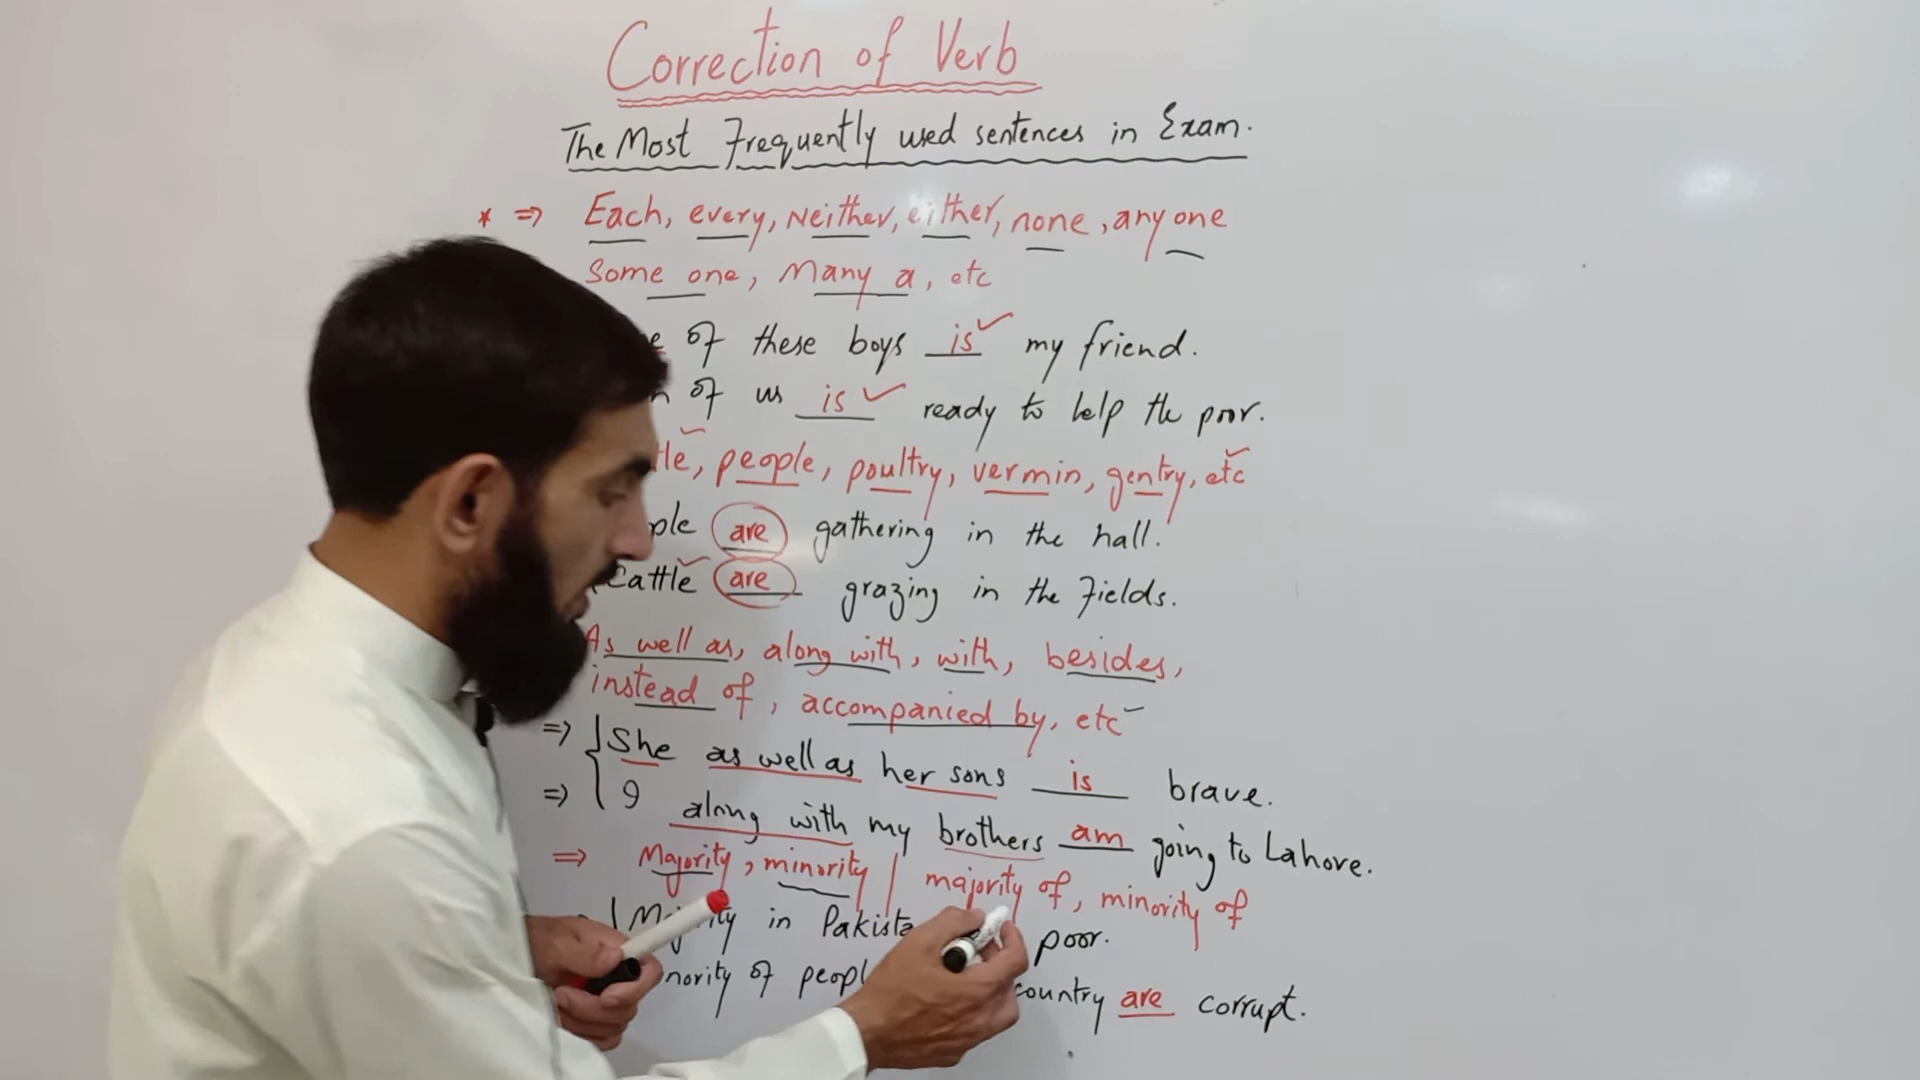 Correction of Verb
The Most Frequently used sentences in Exam.
* ⇒ Each, every, Neither, either, none, any one
Some one, Many a, etc
of these boys is ✓ my friend.
of us is ✓ ready to help the poor.
people, poultry, vermin, gentry, etc
are gathering in the hall.
Cattle are grazing in the Fields.
As well as, along with, with, besides,
instead of, accompanied by, etc
⇒ { She as well as her sons is brave.
⇒ I along with my brothers am going to Lahore.
⇒ Majority, minority / majority of, minority of
in poor.
of country are corrupt.